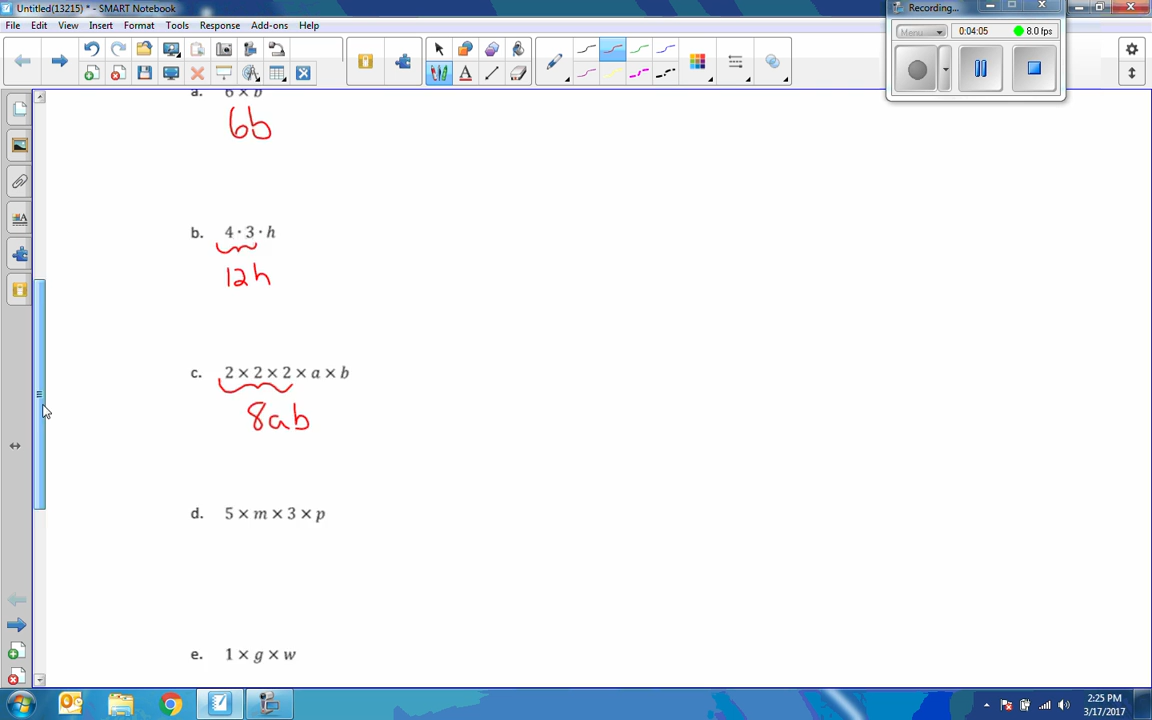 Untitled(13215) * - SMART Notebook
File Edit View Insert Format Tools Response Add-ons Help
Recording...
Menu
0:04:05
8.0 fps
a. 6 × b
6b
b. 4 · 3 · h
12h
c. 2 × 2 × 2 × a × b
8ab
d. 5 × m × 3 × p
e. 1 × g × w
2:25 PM
3/17/2017